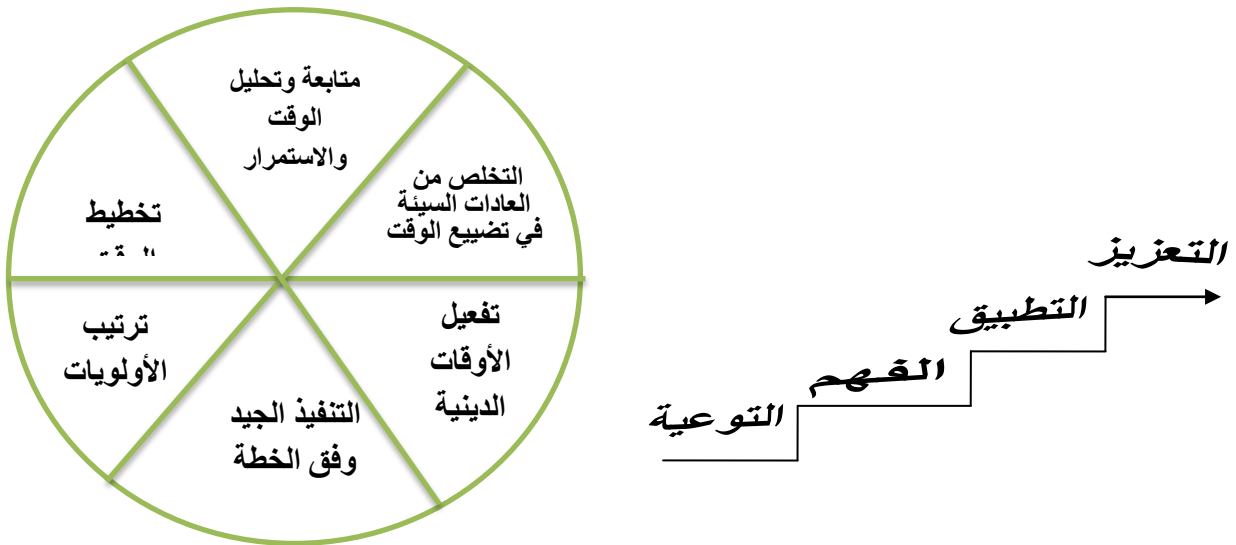 متابعة وتحليل
الوقت
والاستمرار
التخلص من
العادات السيئة
في تضييع الوقت
تخطيط
تفعيل
الأوقات
الدينية
التنفيذ الجيد
وفق الخطة
ترتيب
الأولويات
التعزيز
التطبيق
الفهم
التوعية